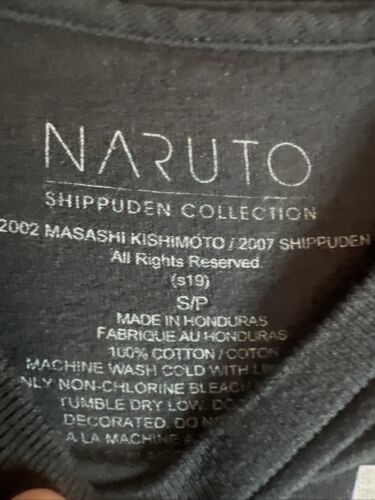 NARUTO
SHIPPUDEN COLLECTION
2002 MASASHI KISHIMOTO / 2007 SHIPPUDEN
All Rights Reserved.
(s19)
S/P
MADE IN HONDURAS
FABRIQUE AU HONDURAS
100% COTTON / COTON
MACHINE WASH COLD WITH
NLY NON-CHLORINE BLEACH
TUMBLE DRY LOW.
DECORATED.
A LA MACHINE